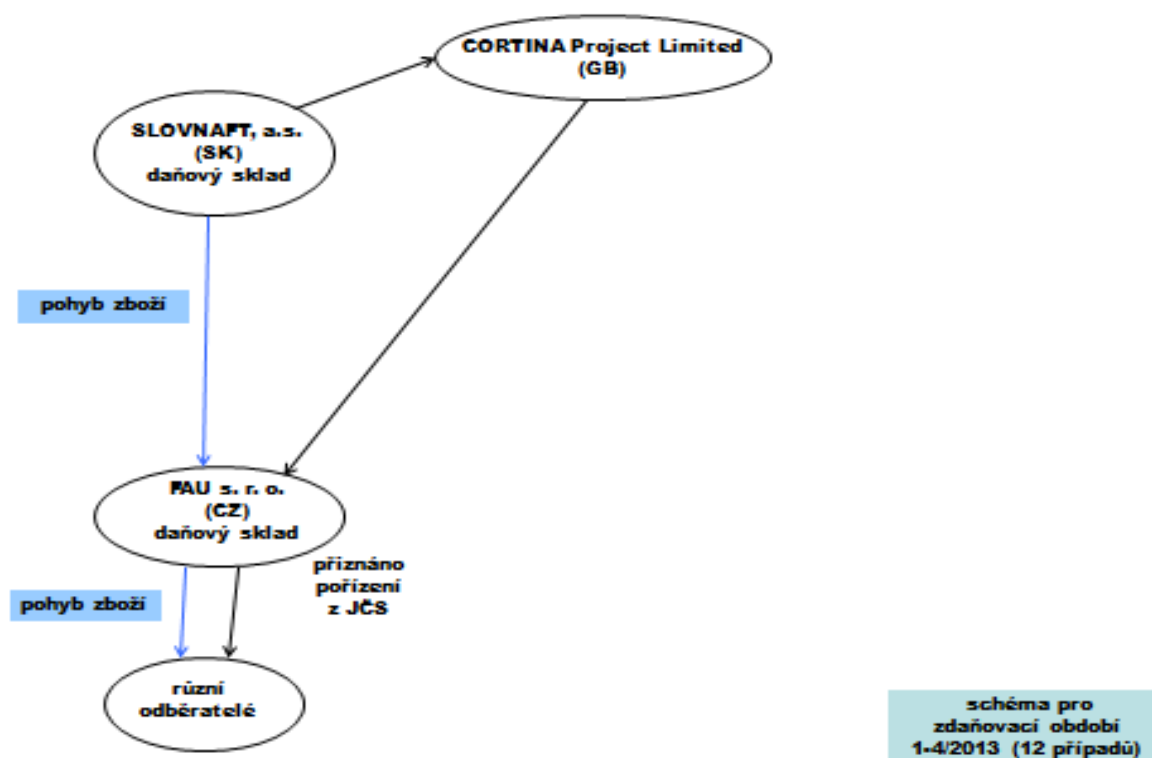 CORTINA Project Limited
(GB)
SLOVNAFT, a.s.
(SK)
daňový sklad
pohyb zboží
FAU s. r. o.
(CZ)
daňový sklad
přiznáno
pořízení
z JČS
pohyb zboží
různí
odběratelé
schéma pro
zdaňovací období
1-4/2013 (12 případů)